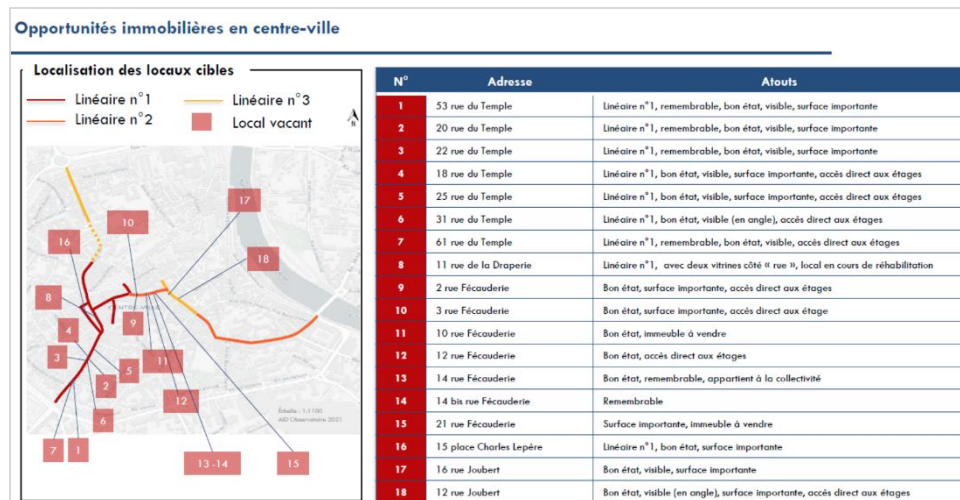 Opportunités immobilières en centre-ville
Localisation des locaux cibles
Linéaire n°1
Linéaire n°3
Linéaire n°2
Local vacant
N
17
10
16
18
8
CENTRE VILLE
9
4
3
5
11
2
12
6
Échelle : 1:1100
AID Observatoire 2021
7
1
13 -14
15
N° Adresse Atouts
1 53 rue du Temple Linéaire n°1, remembrable, bon état, visible, surface importante
2 20 rue du Temple Linéaire n°1, remembrable, bon état, visible, surface importante
3 22 rue du Temple Linéaire n°1, remembrable, bon état, visible, surface importante
4 18 rue du Temple Linéaire n°1, bon état, visible, surface importante, accès direct aux étages
5 25 rue du Temple Linéaire n°1, bon état, visible, surface importante, accès direct aux étages
6 31 rue du Temple Linéaire n°1, bon état, visible (en angle), accès direct aux étages
7 61 rue du Temple Linéaire n°1, remembrable, bon état, visible, accès direct aux étages
8 11 rue de la Draperie Linéaire n°1, avec deux vitrines côté « rue », local en cours de réhabilitation
9 2 rue Fécauderie Bon état, surface importante, accès direct aux étages
10 3 rue Fécauderie Bon état, surface importante, accès direct aux étage
11 10 rue Fécauderie Bon état, immeuble à vendre
12 12 rue Fécauderie Bon état, accès direct aux étages
13 14 rue Fécauderie Bon état, remembrable, appartient à la collectivité
14 14 bis rue Fécauderie Remembrable
15 21 rue Fécauderie Surface importante, immeuble à vendre
16 15 place Charles Lepère Linéaire n°1, bon état, surface importante
17 16 rue Joubert Bon état, visible, surface importante
18 12 rue Joubert Bon état, visible (en angle), surface importante, accès direct aux étages